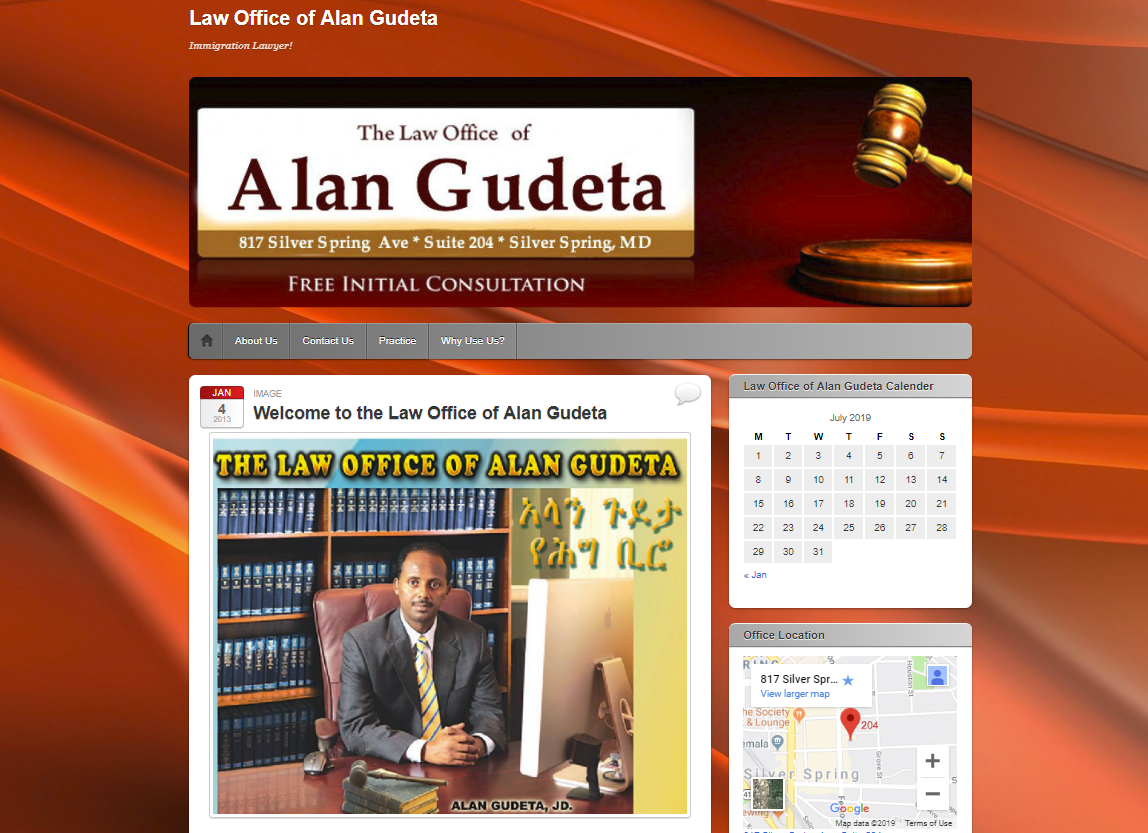 Law Office of Alan Gudeta
Immigration Lawyer!
The Law Office of
Alan Gudeta
817 Silver Spring Ave * Suite 204 * Silver Spring, MD
FREE INITIAL CONSULTATION
About Us
Contact Us
Practice
Why Use Us?
JAN
4
2013
IMAGE
Welcome to the Law Office of Alan Gudeta
THE LAW OFFICE OF ALAN GUDETA
አላን ጉደታ
የሕግ ቢሮ
ALAN GUDETA, JD.
Law Office of Alan Gudeta Calender
July 2019
M T W T F S S
1 2 3 4 5 6 7
8 9 10 11 12 13 14
15 16 17 18 19 20 21
22 23 24 25 26 27 28
29 30 31
« Jan
Office Location
817 Silver Spr...
View larger map
Houston St
he Society
& Lounge
204
emala
Grove St
Silver Spring
Google
Map data ©2019 Terms of Use